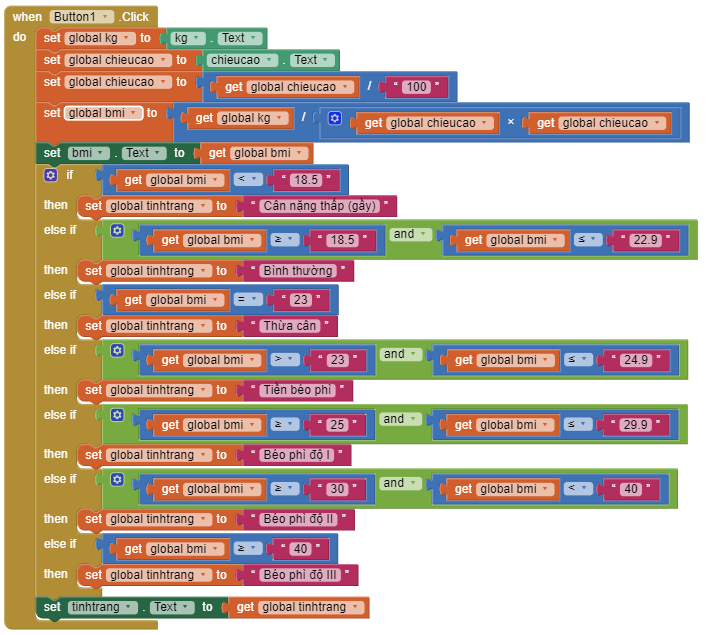 when Button1 .Click
do set global kg to kg . Text
set global chieucao to chieucao . Text
set global chieucao to get global chieucao / " 100 "
set global bmi to get global kg / get global chieucao × get global chieucao
set bmi . Text to get global bmi
if get global bmi < " 18.5 "
then set global tinhtrang to " Cân nặng thấp (gầy) "
else if get global bmi ≥ " 18.5 " and get global bmi ≤ " 22.9 "
then set global tinhtrang to " Bình thường "
else if get global bmi = " 23 "
then set global tinhtrang to " Thừa cân "
else if get global bmi > " 23 " and get global bmi ≤ " 24.9 "
then set global tinhtrang to " Tiền béo phì "
else if get global bmi ≥ " 25 " and get global bmi ≤ " 29.9 "
then set global tinhtrang to " Béo phì độ I "
else if get global bmi ≥ " 30 " and get global bmi < " 40 "
then set global tinhtrang to " Béo phì độ II "
else if get global bmi ≥ " 40 "
then set global tinhtrang to " Béo phì độ III "
set tinhtrang . Text to get global tinhtrang